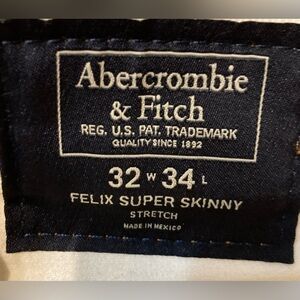 Abercrombie
& Fitch
REG. U.S. PAT. TRADEMARK
QUALITY SINCE 1892
32 W 34 L
FELIX SUPER SKINNY
STRETCH
MADE IN MEXICO